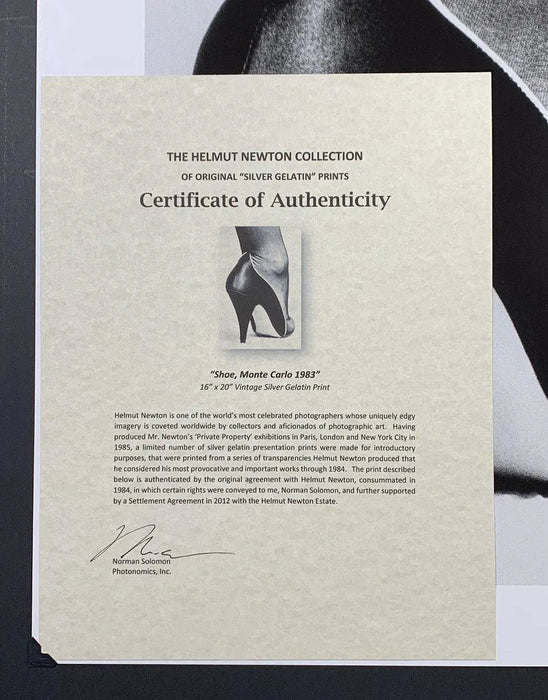 THE HELMUT NEWTON COLLECTION
OF ORIGINAL "SILVER GELATIN" PRINTS
Certificate of Authenticity
"Shoe, Monte Carlo 1983"
16" x 20" Vintage Silver Gelatin Print
Helmut Newton is one of the world's most celebrated photographers whose uniquely edgy
imagery is coveted worldwide by collectors and aficionados of photographic art. Having
produced Mr. Newton's 'Private Property' exhibitions in Paris, London and New York City in
1985, a limited number of silver gelatin presentation prints were made for introductory
purposes, that were printed from a series of transparencies Helmut Newton produced that
he considered his most provocative and important works through 1984. The print described
below is authenticated by the original agreement with Helmut Newton, consummated in
1984, in which certain rights were conveyed to me, Norman Solomon, and further supported
by a Settlement Agreement in 2012 with the Helmut Newton Estate.
Norman Solomon
Photonomics, Inc.